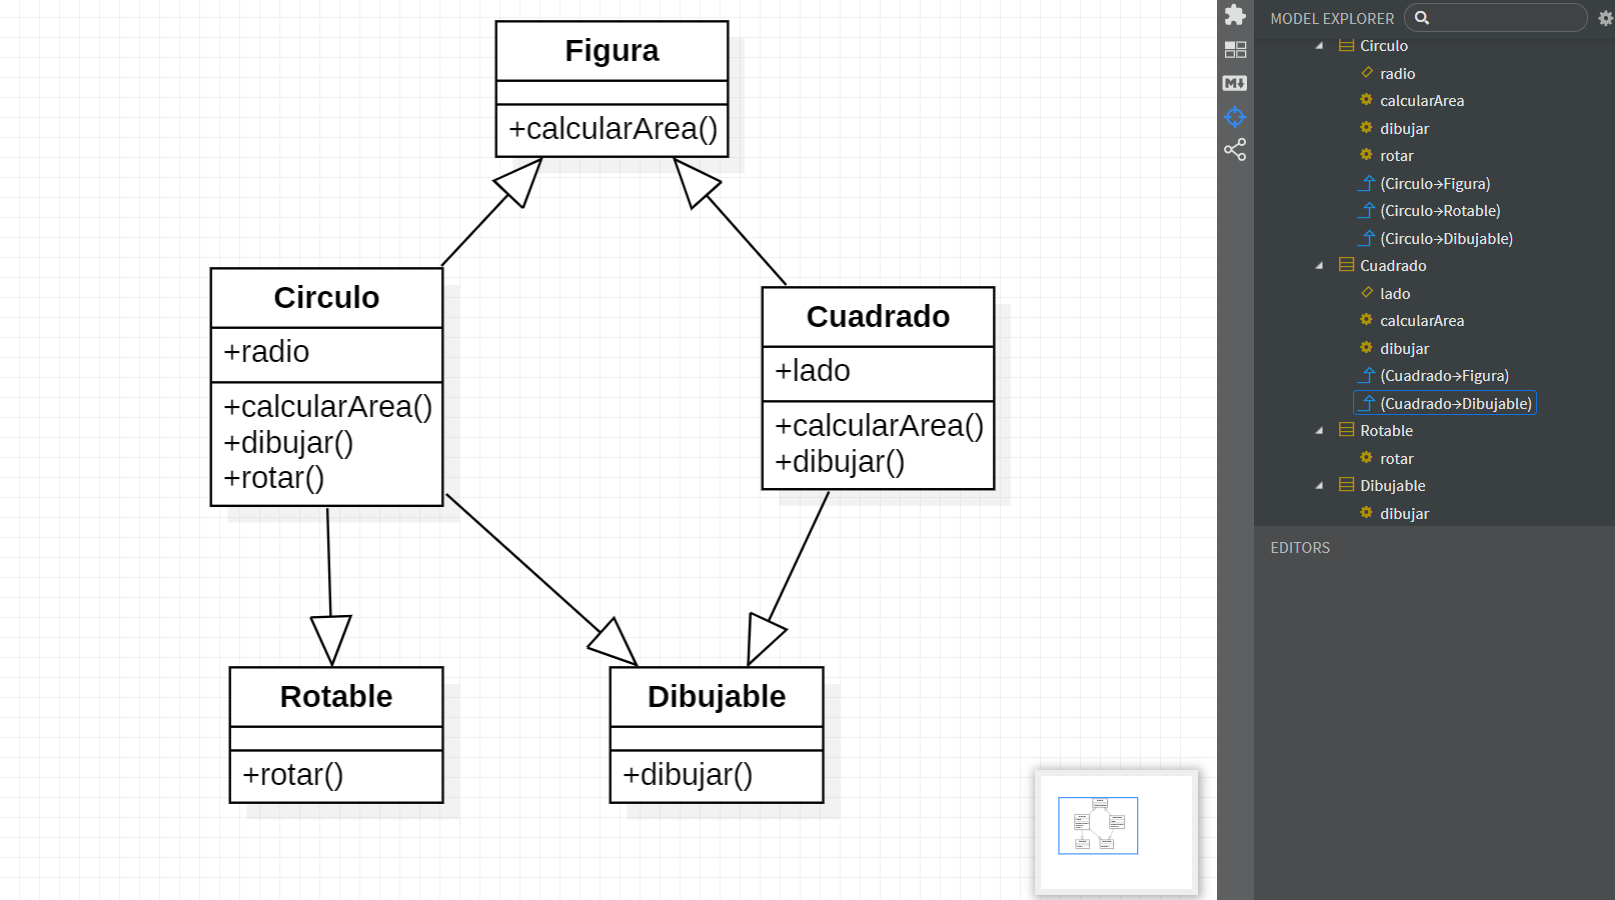 Figura
+calcularArea()
Circulo
+radio
+calcularArea()
+dibujar()
+rotar()
Cuadrado
+lado
+calcularArea()
+dibujar()
Rotable
+rotar()
Dibujable
+dibujar()
M
MODEL EXPLORER
Circulo
radio
calcularArea
dibujar
rotar
(Circulo→Figura)
(Circulo→Rotable)
(Circulo→Dibujable)
Cuadrado
lado
calcularArea
dibujar
(Cuadrado→Figura)
(Cuadrado→Dibujable)
Rotable
rotar
Dibujable
dibujar
EDITORS